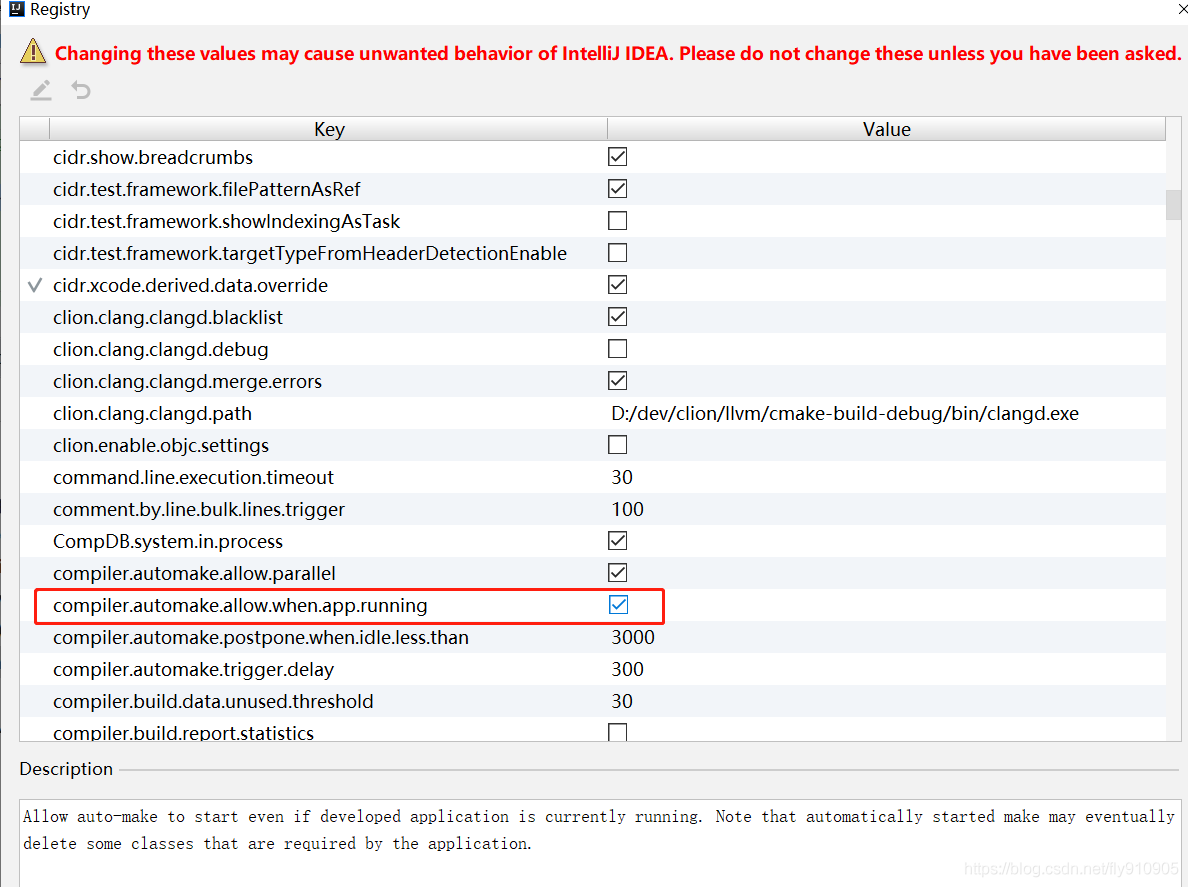 IJ Registry
Changing these values may cause unwanted behavior of IntelliJ IDEA. Please do not change these unless you have been asked.
Key Value
cidr.show.breadcrumbs
cidr.test.framework.filePatternAsRef
cidr.test.framework.showIndexingAsTask
cidr.test.framework.targetTypeFromHeaderDetectionEnable
cidr.xcode.derived.data.override
clion.clang.clangd.blacklist
clion.clang.clangd.debug
clion.clang.clangd.merge.errors
clion.clang.clangd.path D:/dev/clion/llvm/cmake-build-debug/bin/clangd.exe
clion.enable.objc.settings
command.line.execution.timeout 30
comment.by.line.bulk.lines.trigger 100
CompDB.system.in.process
compiler.automake.allow.parallel
compiler.automake.allow.when.app.running
compiler.automake.postpone.when.idle.less.than 3000
compiler.automake.trigger.delay 300
compiler.build.data.unused.threshold 30
compiler.build.report.statistics
Description
Allow auto-make to start even if developed application is currently running. Note that automatically started make may eventually
delete some classes that are required by the application.
https://blog.csdn.net/fly910905